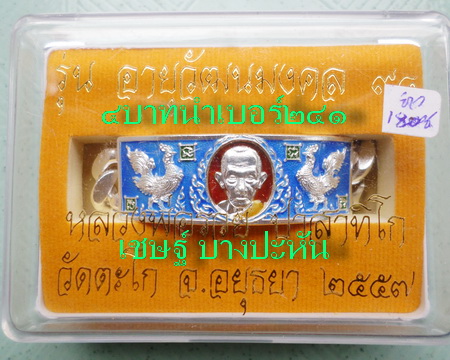 รุ่น อายุวัฒนมงคล ๙๔
๔บาทนำเบอร์๒๔๑
หลวงพ่อรวย ปาสาทิโก
เชษฐ์ บางปะหัน
วัดตะโก จ.อยุธยา ๒๕๕๗